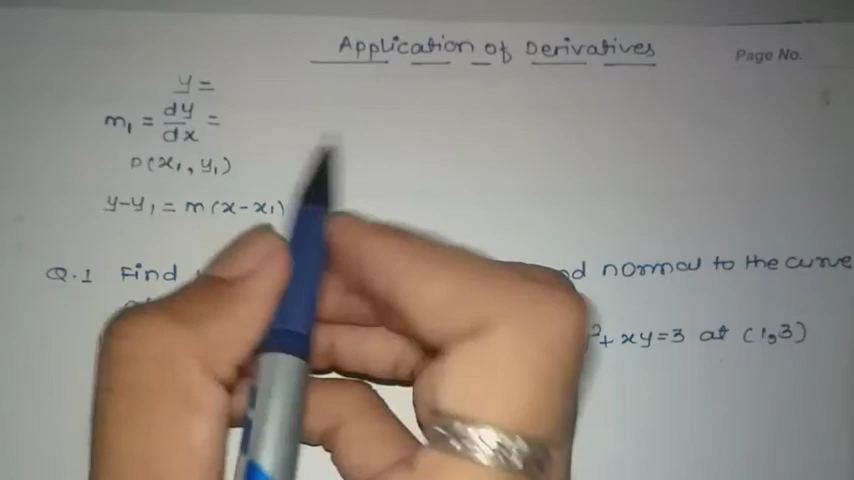 Application of Derivatives Page No.
y =
m₁ = dy/dx =
P(x₁, y₁)
y-y₁ = m(x-x₁)
Q.1 Find normal to the curve
²+ xy=3 at (1,3)